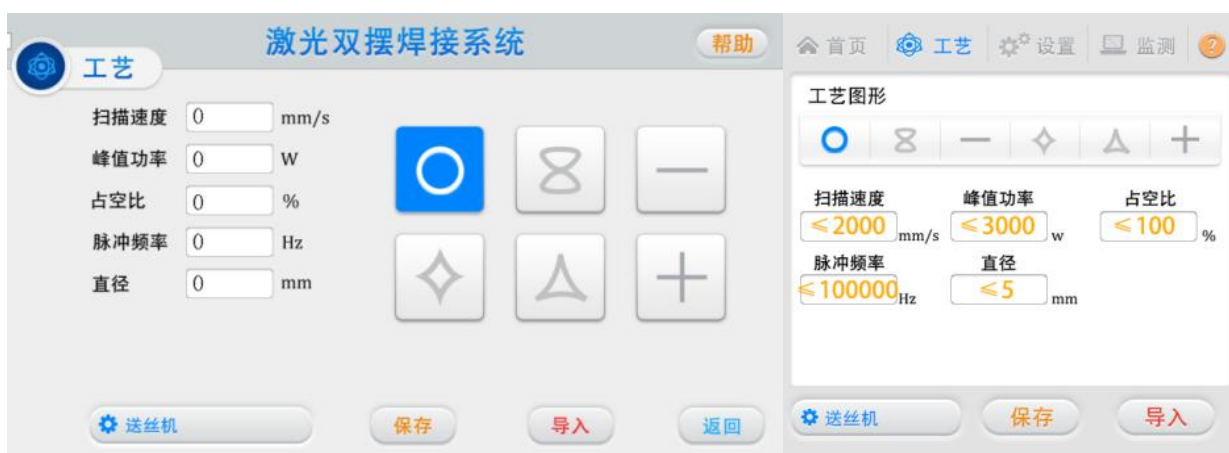 激光双摆焊接系统
帮助
工艺
扫描速度 0 mm/s
峰值功率 0 W
占空比 0 %
脉冲频率 0 Hz
直径 0 mm
送丝机
保存
导入
返回
首页 工艺 设置 监测 ?
工艺图形
扫描速度 峰值功率 占空比
≤2000 mm/s ≤3000 w ≤100 %
脉冲频率 直径
≤100000 Hz ≤5 mm
送丝机 保存 导入